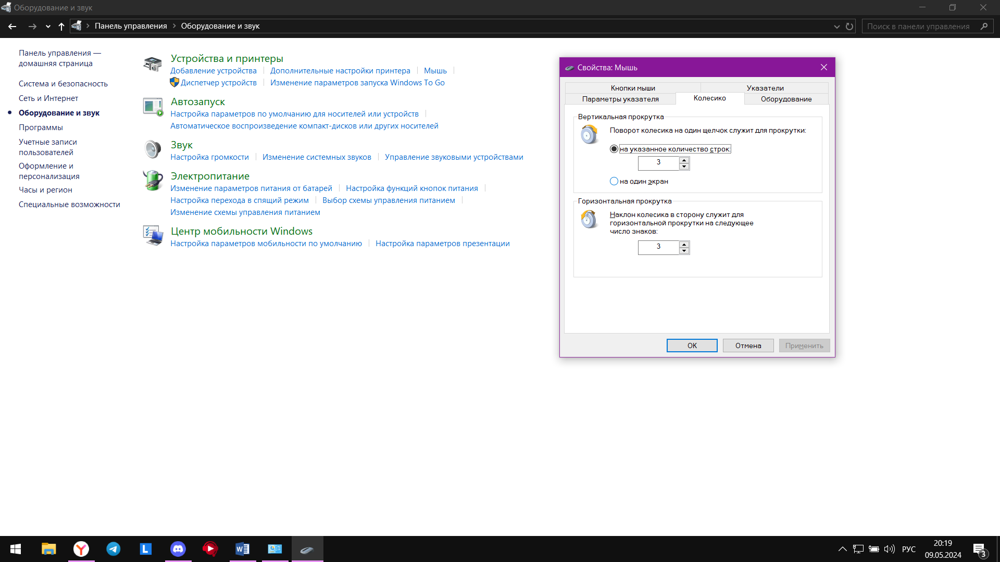 Оборудование и звук
Панель управления > Оборудование и звук
Поиск в панели управления
Панель управления —
домашняя страница
Система и безопасность
Сеть и Интернет
Оборудование и звук
Программы
Учетные записи
пользователей
Оформление и
персонализация
Часы и регион
Специальные возможности
Устройства и принтеры
Добавление устройства | Дополнительные настройки принтера | Мышь |
Диспетчер устройств | Изменение параметров запуска Windows To Go
Автозапуск
Настройка параметров по умолчанию для носителей или устройств |
Автоматическое воспроизведение компакт-дисков или других носителей
Звук
Настройка громкости | Изменение системных звуков | Управление звуковыми устройствами
Электропитание
Изменение параметров питания от батарей | Настройка функций кнопок питания |
Настройка перехода в спящий режим | Выбор схемы управления питанием |
Изменение схемы управления питанием
Центр мобильности Windows
Настройка параметров мобильности по умолчанию | Настройка параметров презентации
Свойства: Мышь
Кнопки мыши Указатели
Параметры указателя Колесико Оборудование
Вертикальная прокрутка
Поворот колесика на один щелчок служит для прокрутки:
на указанное количество строк:
3
на один экран
Горизонтальная прокрутка
Наклон колесика в сторону служит для
горизонтальной прокрутки на следующее
число знаков:
3
ОК Отмена Применить
РУС
20:19
09.05.2024
3